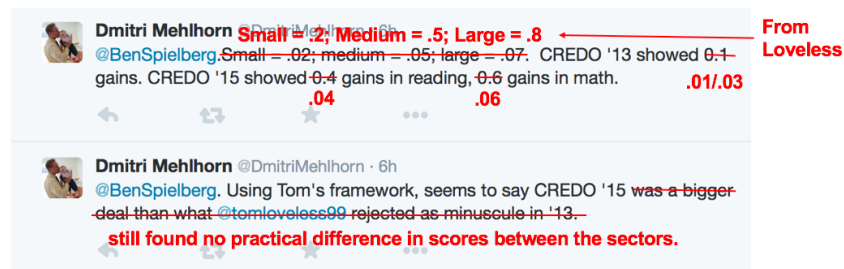 Dmitri Mehlhorn @DmitriMehlhorn · 6h
Small = .2; Medium = .5; Large = .8
From
Loveless
@BenSpielberg.Small = .02; medium = .05; large = .07. CREDO '13 showed 0.1
gains. CREDO '15 showed 0.4 gains in reading, 0.6 gains in math.
.01/.03
.04
.06
Dmitri Mehlhorn @DmitriMehlhorn · 6h
@BenSpielberg. Using Tom's framework, seems to say CREDO '15 was a bigger
deal than what @tomloveless99 rejected as minuscule in '13.
still found no practical difference in scores between the sectors.